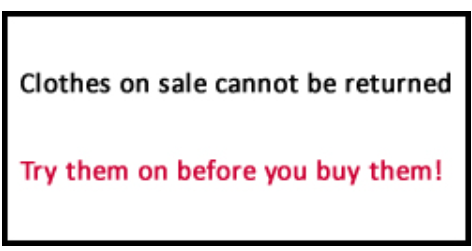 Clothes on sale cannot be returned
Try them on before you buy them!